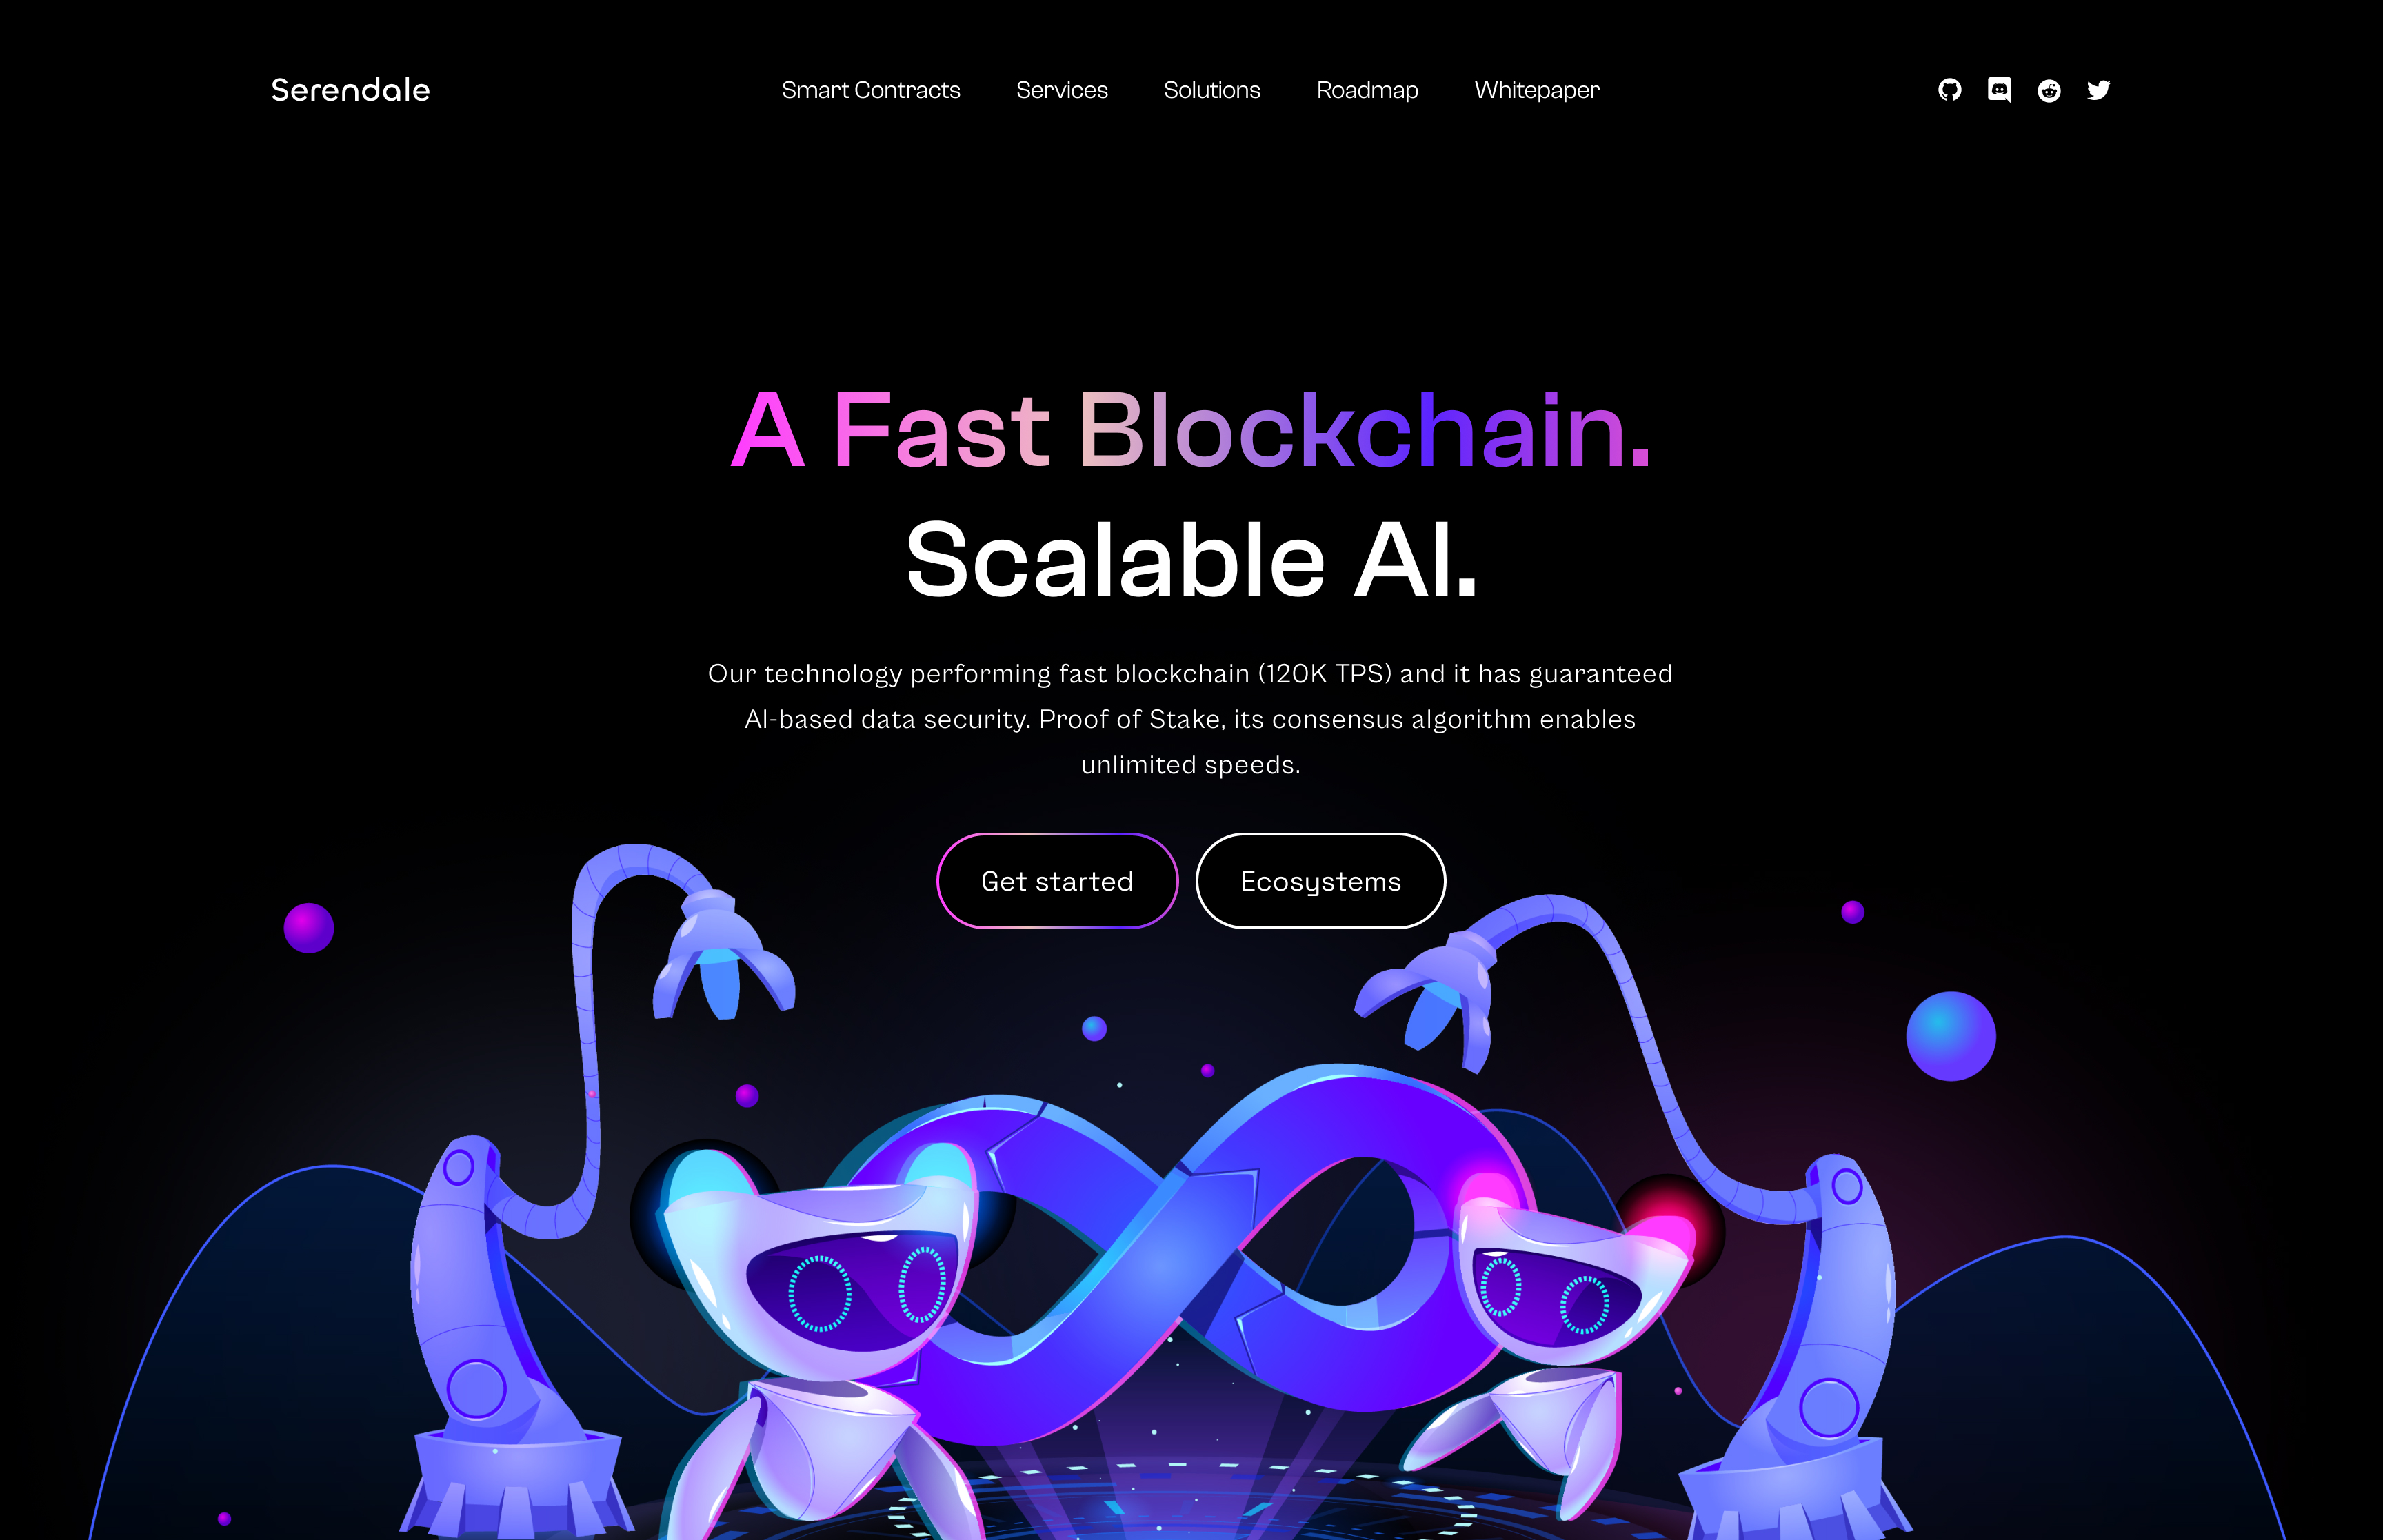 Serendale
Smart Contracts
Services
Solutions
Roadmap
Whitepaper
A Fast Blockchain.
Scalable AI.
Our technology performing fast blockchain (120K TPS) and it has guaranteed
AI-based data security. Proof of Stake, its consensus algorithm enables
unlimited speeds.
Get started
Ecosystems